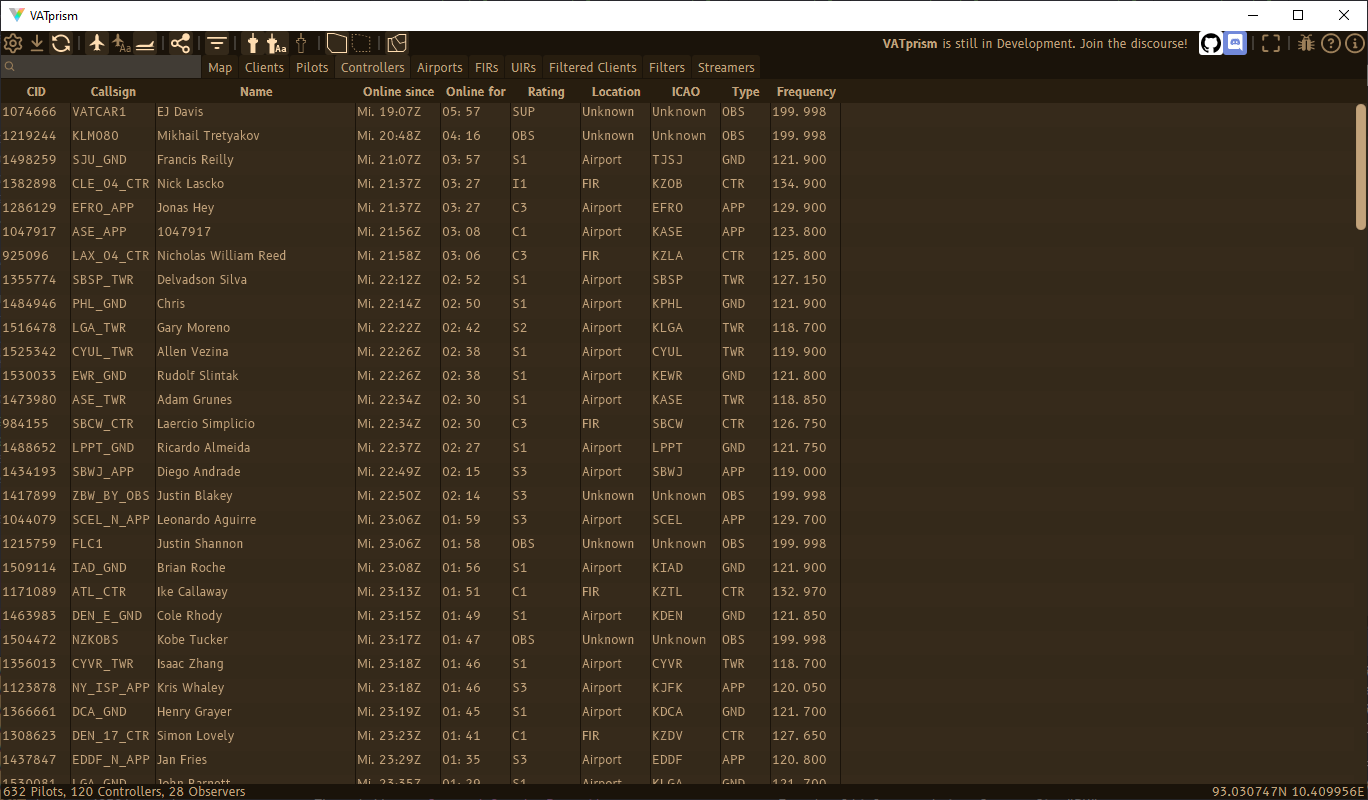 VATprism
VATprism is still in Development. Join the discourse!
Map Clients Pilots Controllers Airports FIRs UIRs Filtered Clients Filters Streamers
CID Callsign Name Online since Online for Rating Location ICAO Type Frequency
1074666 VATCAR1 EJ Davis Mi. 19:07Z 05: 57 SUP Unknown Unknown OBS 199. 998
1219244 KLM080 Mikhail Tretyakov Mi. 20:48Z 04: 16 OBS Unknown Unknown OBS 199. 998
1498259 SJU_GND Francis Reilly Mi. 21:07Z 03: 57 S1 Airport TJSJ GND 121. 900
1382898 CLE_04_CTR Nick Lascko Mi. 21:37Z 03: 27 I1 FIR KZOB CTR 134. 900
1286129 EFRO_APP Jonas Hey Mi. 21:37Z 03: 27 C3 Airport EFRO APP 129. 900
1047917 ASE_APP 1047917 Mi. 21:56Z 03: 08 C1 Airport KASE APP 123. 800
925096 LAX_04_CTR Nicholas William Reed Mi. 21:58Z 03: 06 C3 FIR KZLA CTR 125. 800
1355774 SBSP_TWR Delvadson Silva Mi. 22:12Z 02: 52 S1 Airport SBSP TWR 127. 150
1484946 PHL_GND Chris Mi. 22:14Z 02: 50 S1 Airport KPHL GND 121. 900
1516478 LGA_TWR Gary Moreno Mi. 22:22Z 02: 42 S2 Airport KLGA TWR 118. 700
1525342 CYUL_TWR Allen Vezina Mi. 22:26Z 02: 38 S1 Airport CYUL TWR 119. 900
1530033 EWR_GND Rudolf Slintak Mi. 22:26Z 02: 38 S1 Airport KEWR GND 121. 800
1473980 ASE_TWR Adam Grunes Mi. 22:34Z 02: 30 S1 Airport KASE TWR 118. 850
984155 SBCW_CTR Laercio Simplicio Mi. 22:34Z 02: 30 C3 FIR SBCW CTR 126. 750
1488652 LPPT_GND Ricardo Almeida Mi. 22:37Z 02: 27 S1 Airport LPPT GND 121. 750
1434193 SBWJ_APP Diego Andrade Mi. 22:49Z 02: 15 S3 Airport SBWJ APP 119. 000
1417899 ZBW_BY_OBS Justin Blakey Mi. 22:50Z 02: 14 S3 Unknown Unknown OBS 199. 998
1044079 SCEL_N_APP Leonardo Aguirre Mi. 23:06Z 01: 59 S3 Airport SCEL APP 129. 700
1215759 FLC1 Justin Shannon Mi. 23:06Z 01: 58 OBS Unknown Unknown OBS 199. 998
1509114 IAD_GND Brian Roche Mi. 23:08Z 01: 56 S1 Airport KIAD GND 121. 900
1171089 ATL_CTR Ike Callaway Mi. 23:13Z 01: 51 C1 FIR KZTL CTR 132. 970
1463983 DEN_E_GND Cole Rhody Mi. 23:15Z 01: 49 S1 Airport KDEN GND 121. 850
1504472 NZKOBS Kobe Tucker Mi. 23:17Z 01: 47 OBS Unknown Unknown OBS 199. 998
1356013 CYVR_TWR Isaac Zhang Mi. 23:18Z 01: 46 S1 Airport CYVR TWR 118. 700
1123878 NY_ISP_APP Kris Whaley Mi. 23:18Z 01: 46 S3 Airport KJFK APP 120. 050
1366661 DCA_GND Henry Grayer Mi. 23:19Z 01: 45 S1 Airport KDCA GND 121. 700
1308623 DEN_17_CTR Simon Lovely Mi. 23:23Z 01: 41 C1 FIR KZDV CTR 127. 650
1437847 EDDF_N_APP Jan Fries Mi. 23:29Z 01: 35 S3 Airport EDDF APP 120. 800
1530081 LGA_GND John Barnett Mi. 23:35Z 01: 29 S1 Airport KLGA GND 121. 700
632 Pilots, 120 Controllers, 28 Observers 93.030747N 10.409956E